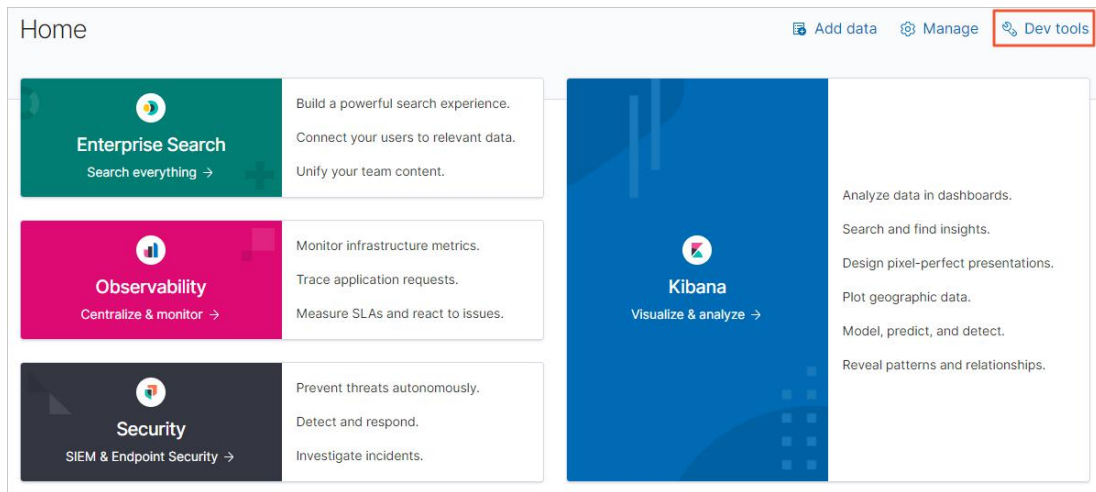 Home
Add data
Manage
Dev tools
Enterprise Search
Search everything →
Build a powerful search experience.
Connect your users to relevant data.
Unify your team content.
Observability
Centralize & monitor →
Monitor infrastructure metrics.
Trace application requests.
Measure SLAs and react to issues.
Security
SIEM & Endpoint Security →
Prevent threats autonomously.
Detect and respond.
Investigate incidents.
Kibana
Visualize & analyze →
Analyze data in dashboards.
Search and find insights.
Design pixel-perfect presentations.
Plot geographic data.
Model, predict, and detect.
Reveal patterns and relationships.